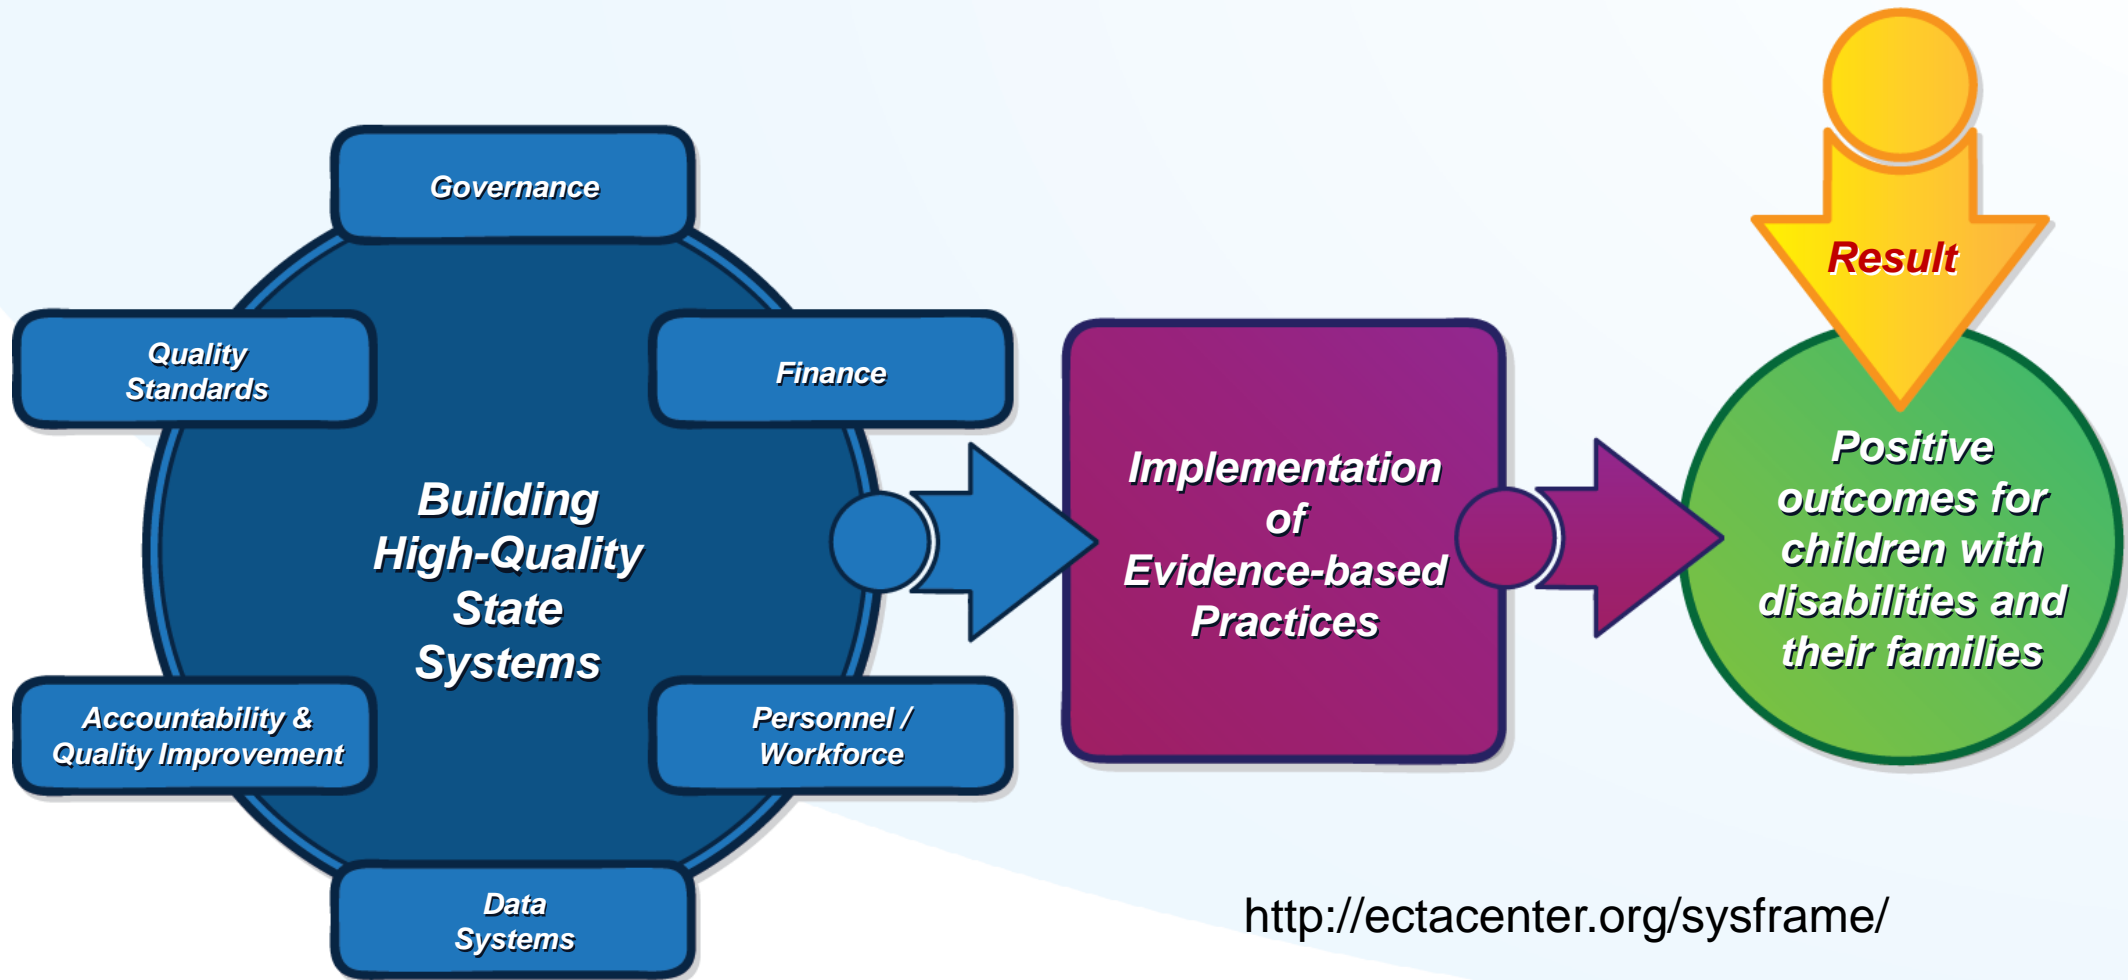 Governance
Quality
Standards
Finance
Building
High-Quality
State
Systems
Accountability &
Quality Improvement
Personnel /
Workforce
Data
Systems
Implementation
of
Evidence-based
Practices
Result
Positive
outcomes for
children with
disabilities and
their families
http://ectacenter.org/sysframe/